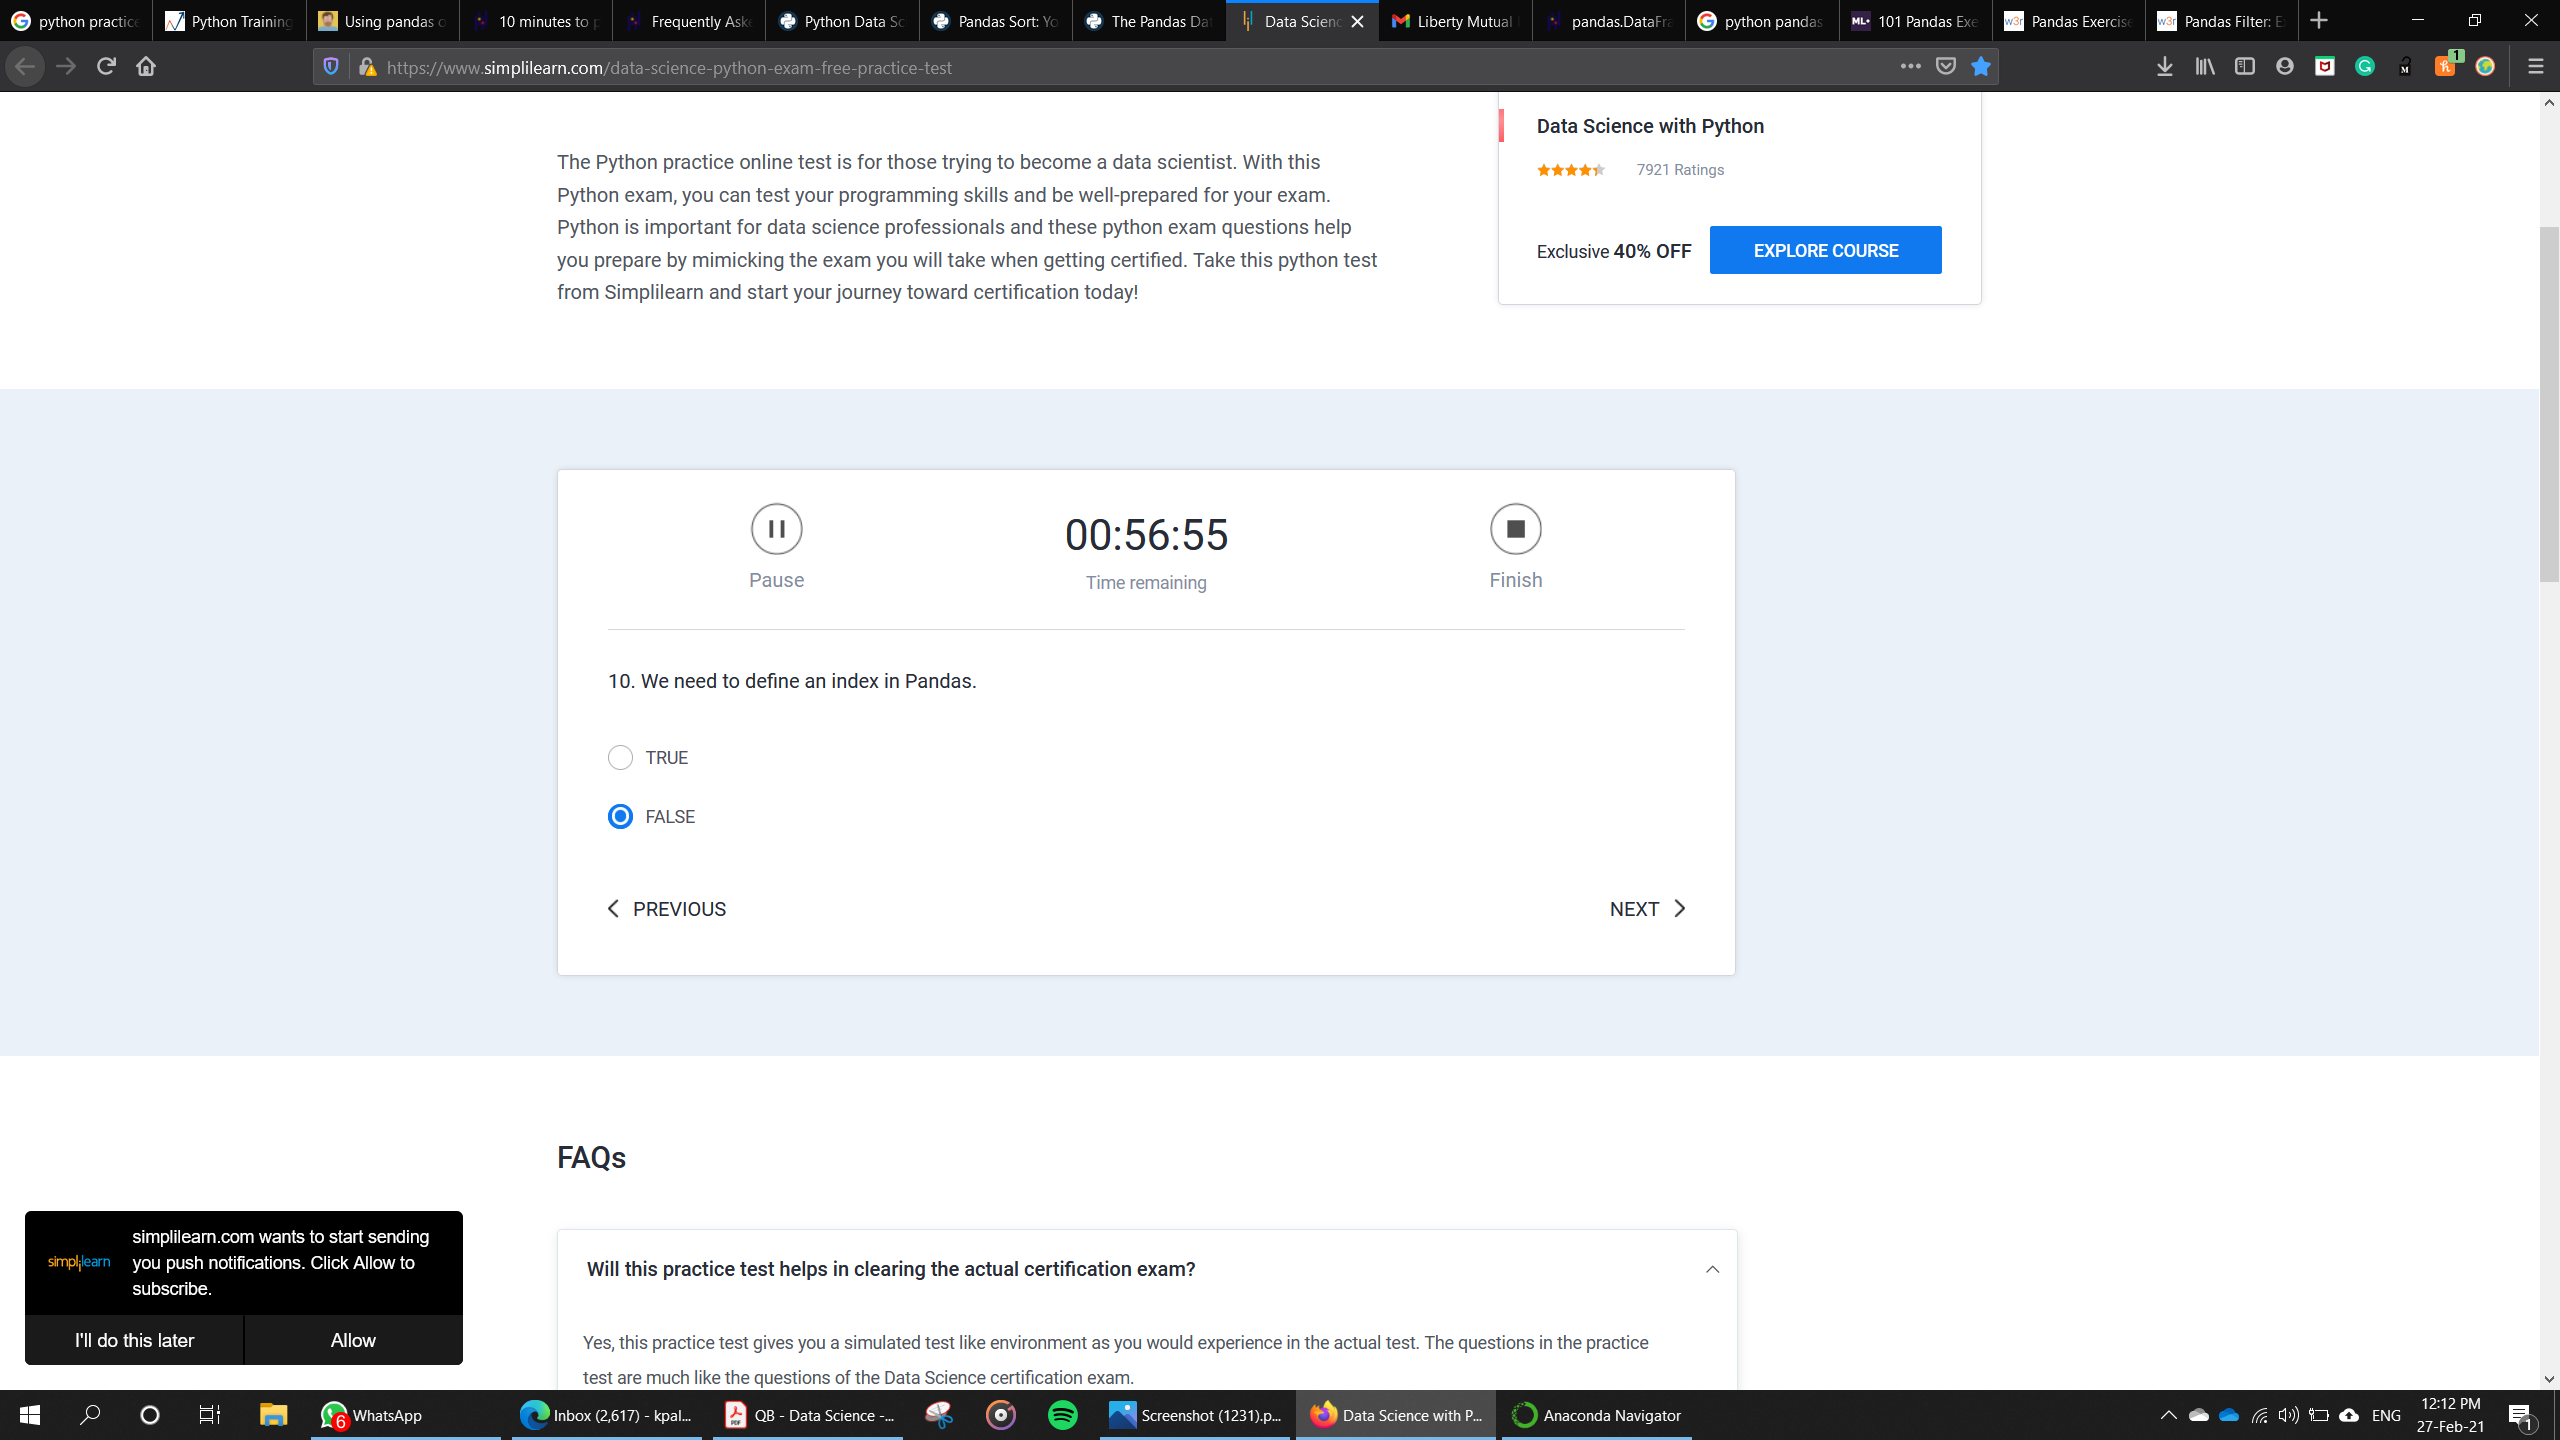 python practice
Python Training
Using pandas o
10 minutes to p
Frequently Aske
Python Data Sc
Pandas Sort: Yo
The Pandas Dat
Data Scienc
Liberty Mutual
pandas.DataFra
python pandas
ML+ 101 Pandas Exe
w3r Pandas Exercise
w3r Pandas Filter: E
https://www.simplilearn.com/data-science-python-exam-free-practice-test
1
The Python practice online test is for those trying to become a data scientist. With this
Python exam, you can test your programming skills and be well-prepared for your exam.
Python is important for data science professionals and these python exam questions help
you prepare by mimicking the exam you will take when getting certified. Take this python test
from Simplilearn and start your journey toward certification today!
Data Science with Python
7921 Ratings
Exclusive 40% OFF
EXPLORE COURSE
Pause
00:56:55
Time remaining
Finish
10. We need to define an index in Pandas.
TRUE
FALSE
PREVIOUS
NEXT
FAQs
Will this practice test helps in clearing the actual certification exam?
Yes, this practice test gives you a simulated test like environment as you would experience in the actual test. The questions in the practice
test are much like the questions of the Data Science certification exam.
simplilearn
simplilearn.com wants to start sending
you push notifications. Click Allow to
subscribe.
I'll do this later
Allow
6
WhatsApp
Inbox (2,617) - kpal...
QB - Data Science -...
Screenshot (1231).p...
Data Science with P...
Anaconda Navigator
ENG
12:12 PM
27-Feb-21
1